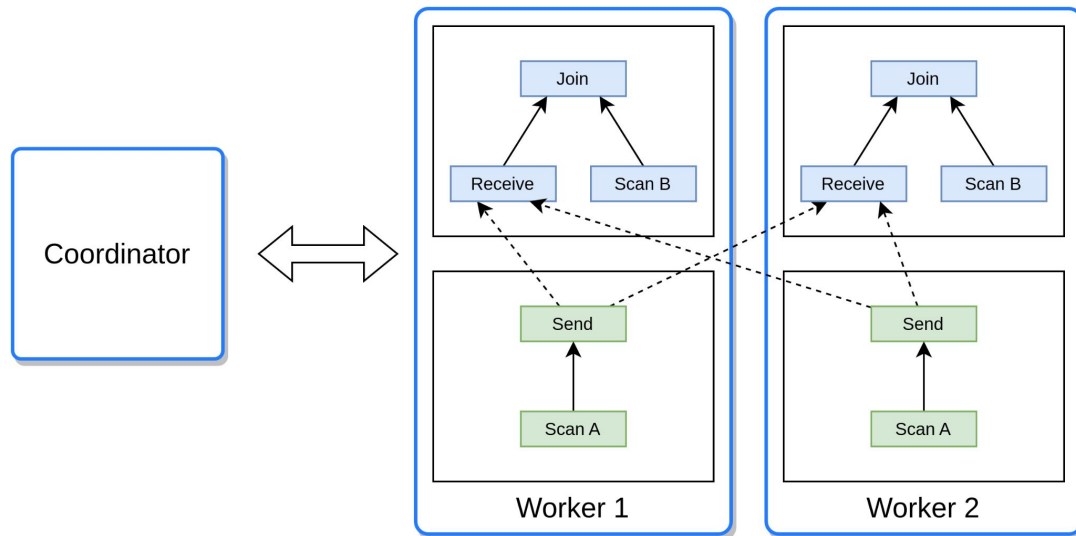 Coordinator
Join
Receive
Scan B
Send
Scan A
Worker 1
Join
Receive
Scan B
Send
Scan A
Worker 2